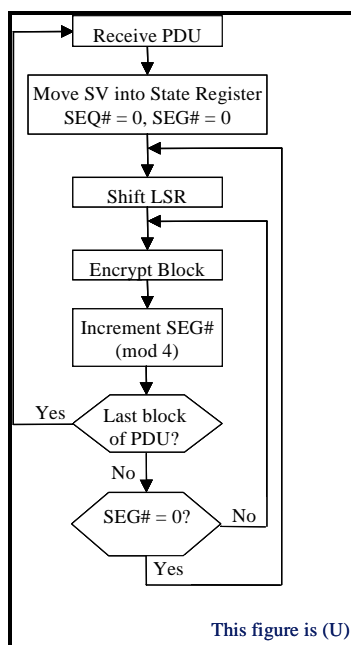 Receive PDU
Move SV into State Register
SEQ# = 0, SEG# = 0
Shift LSR
Encrypt Block
Increment SEG#
(mod 4)
Yes
Last block
of PDU?
No
SEG# = 0?
No
Yes
This figure is (U)